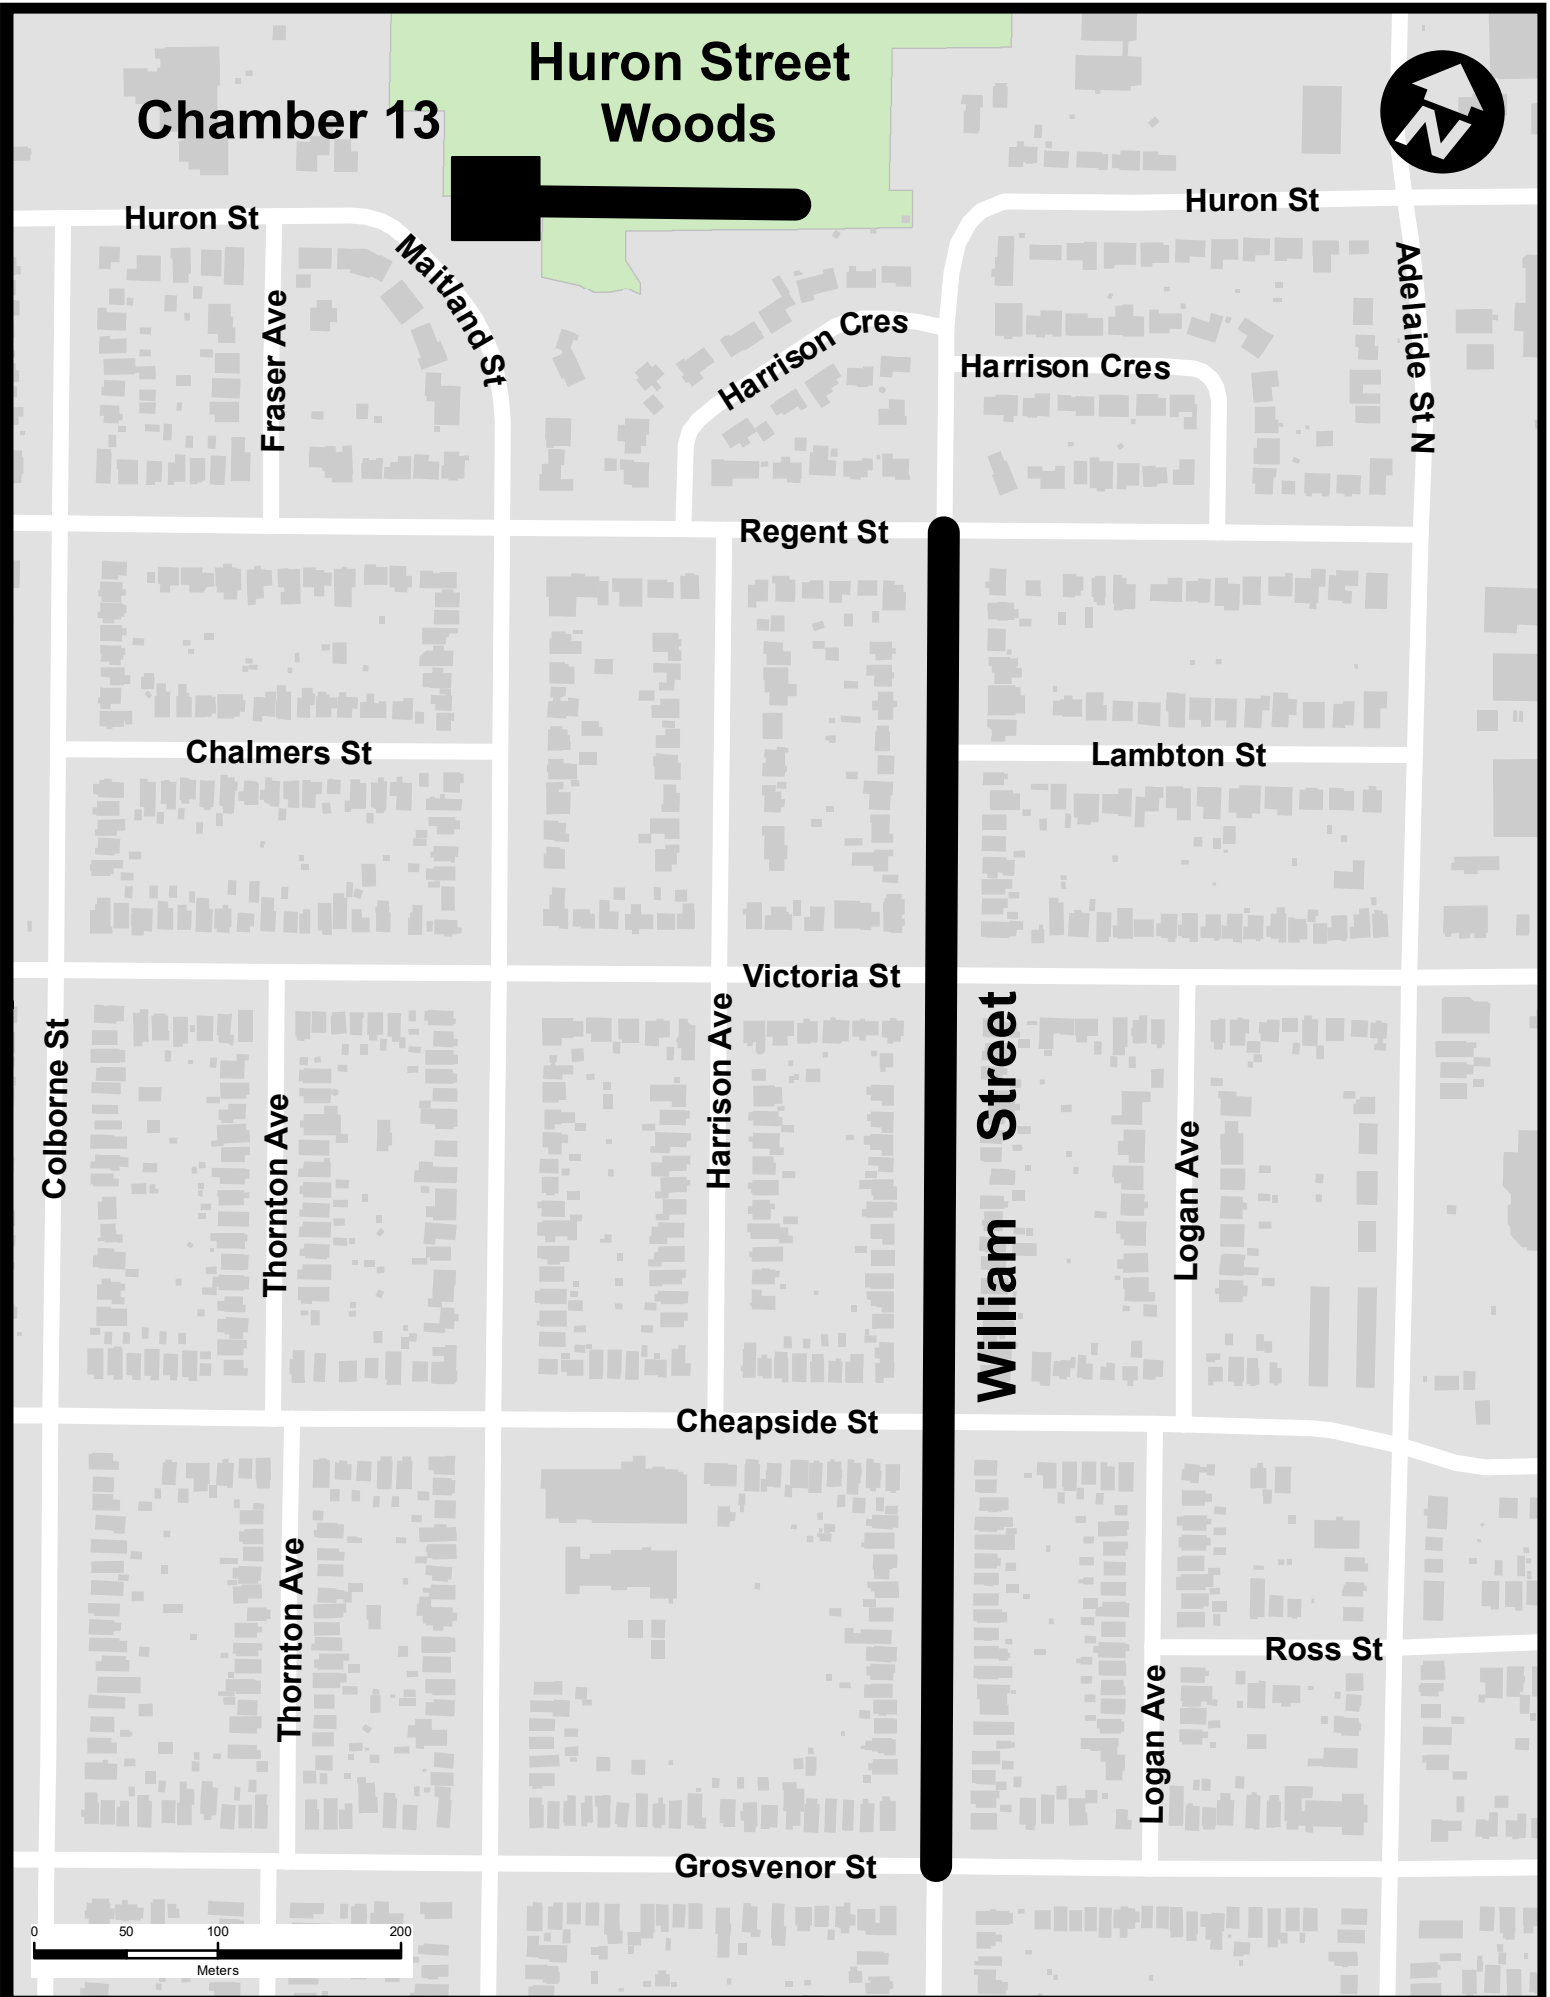 Huron Street
Woods
Chamber 13
N
Huron St
Huron St
Maitland St
Adelaide St N
Fraser Ave
Harrison Cres
Harrison Cres
Regent St
Chalmers St
Lambton St
Victoria St
Colborne St
Thornton Ave
Harrison Ave
William Street
Logan Ave
Cheapside St
Thornton Ave
Ross St
Logan Ave
Grosvenor St
0 50 100 200
Meters